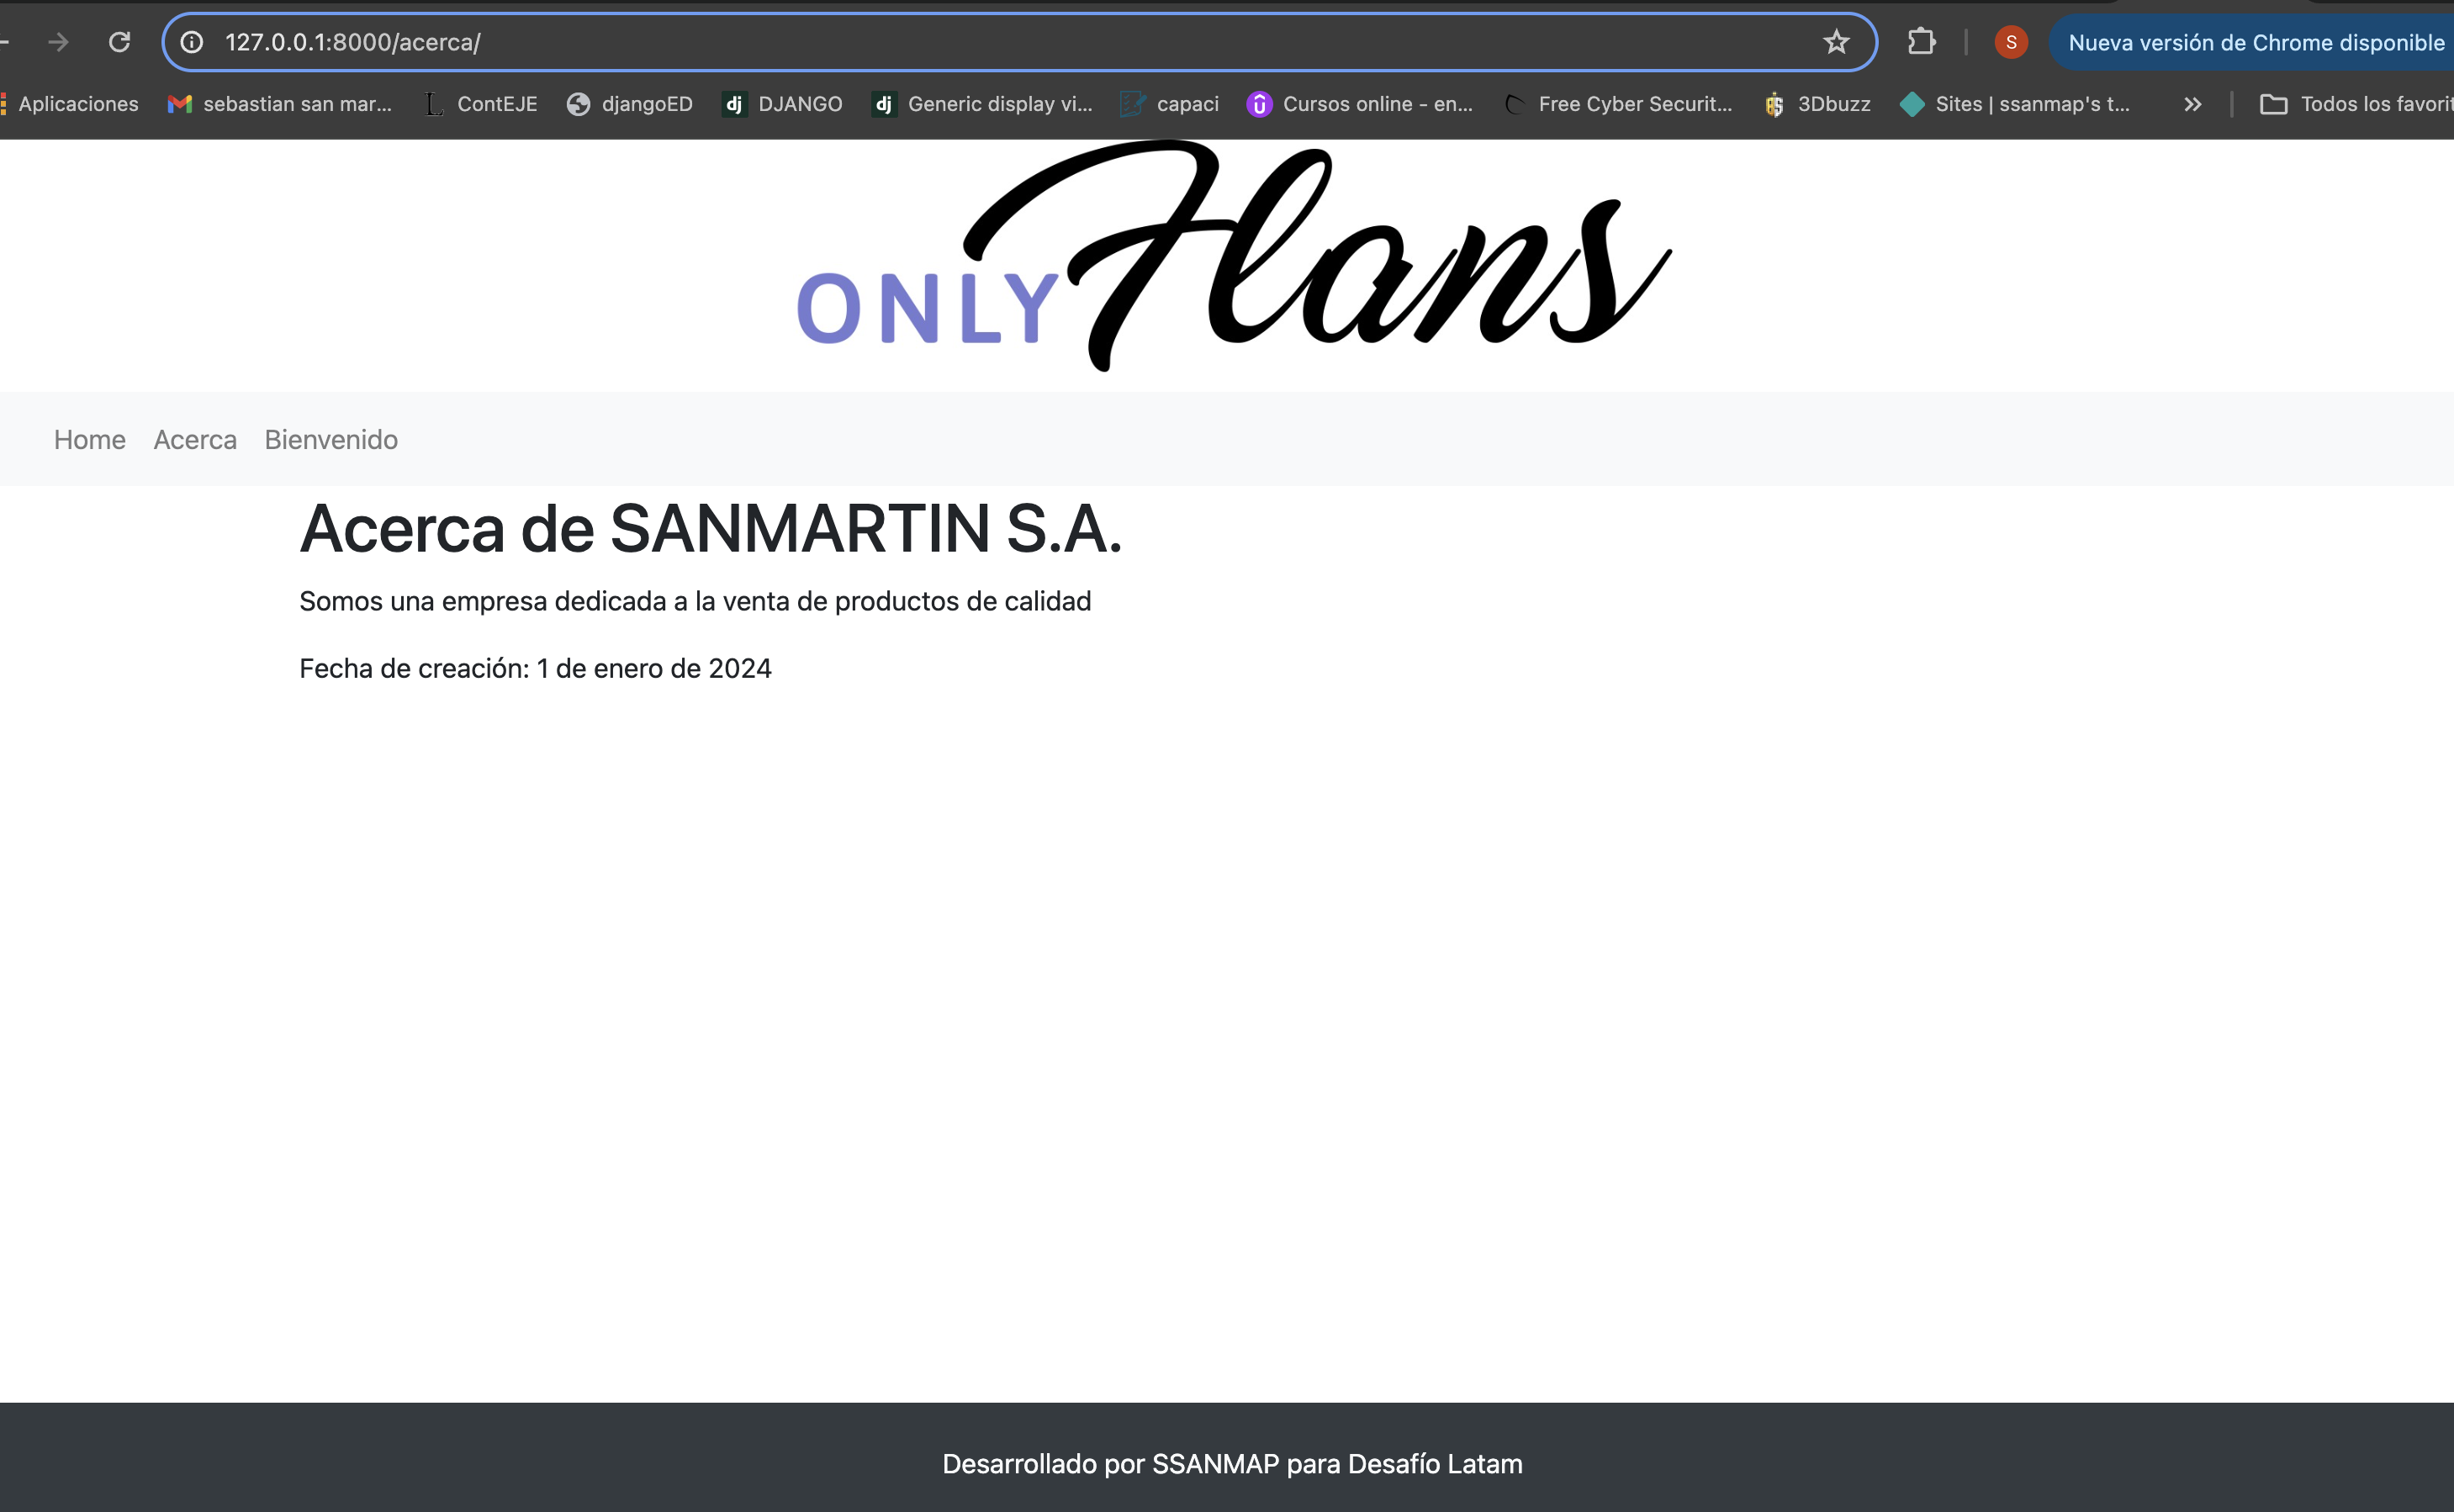 127.0.0.1:8000/acerca/
S
Nueva versión de Chrome disponible
Aplicaciones
sebastian san mar...
ContEJE
djangoED
dj DJANGO
dj Generic display vi...
capaci
Cursos online - en...
Free Cyber Securit...
3Dbuzz
Sites | ssanmap's t...
Todos los favorit
ONLY Flans
Home Acerca Bienvenido
Acerca de SANMARTIN S.A.
Somos una empresa dedicada a la venta de productos de calidad
Fecha de creación: 1 de enero de 2024
Desarrollado por SSANMAP para Desafío Latam